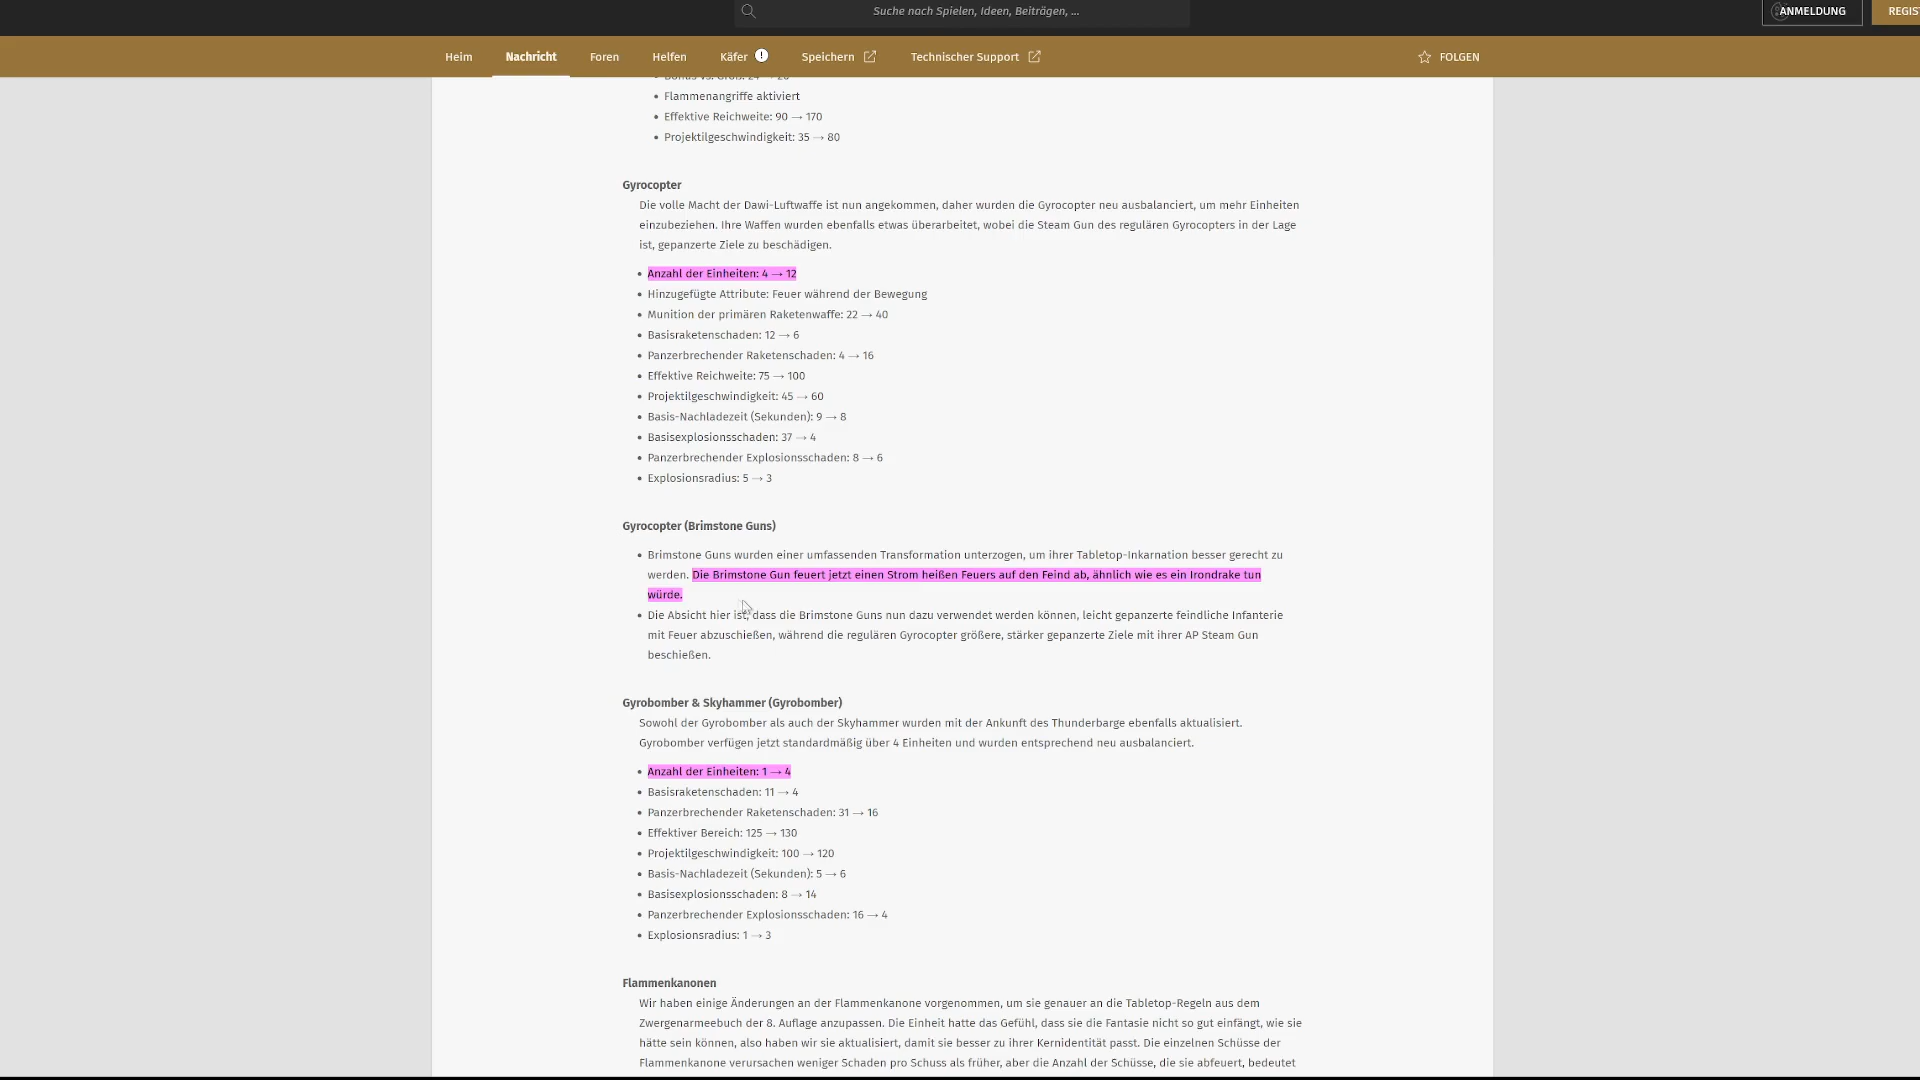 Suche nach Spielen, Ideen, Beiträgen, ...
ANMELDUNG
REGIS
Heim
Nachricht
Foren
Helfen
Käfer
Speichern
Technischer Support
FOLGEN
Flammenangriffe aktiviert
Effektive Reichweite: 90 → 170
Projektilgeschwindigkeit: 35 → 80
Gyrocopter
Die volle Macht der Dawi-Luftwaffe ist nun angekommen, daher wurden die Gyrocopter neu ausbalanciert, um mehr Einheiten
einzubeziehen. Ihre Waffen wurden ebenfalls etwas überarbeitet, wobei die Steam Gun des regulären Gyrocopters in der Lage
ist, gepanzerte Ziele zu beschädigen.
Anzahl der Einheiten: 4 → 12
Hinzugefügte Attribute: Feuer während der Bewegung
Munition der primären Raketenwaffe: 22 → 40
Basisraketenschaden: 12 → 6
Panzerbrechender Raketenschaden: 4 → 16
Effektive Reichweite: 75 → 100
Projektilgeschwindigkeit: 45 → 60
Basis-Nachladezeit (Sekunden): 9 → 8
Basisexplosionsschaden: 37 → 4
Panzerbrechender Explosionsschaden: 8 → 6
Explosionsradius: 5 → 3
Gyrocopter (Brimstone Guns)
Brimstone Guns wurden einer umfassenden Transformation unterzogen, um ihrer Tabletop-Inkarnation besser gerecht zu
werden. Die Brimstone Gun feuert jetzt einen Strom heißen Feuers auf den Feind ab, ähnlich wie es ein Irondrake tun
würde.
Die Absicht hier ist, dass die Brimstone Guns nun dazu verwendet werden können, leicht gepanzerte feindliche Infanterie
mit Feuer abzuschießen, während die regulären Gyrocopter größere, stärker gepanzerte Ziele mit ihrer AP Steam Gun
beschießen.
Gyrobomber & Skyhammer (Gyrobomber)
Sowohl der Gyrobomber als auch der Skyhammer wurden mit der Ankunft des Thunderbarge ebenfalls aktualisiert.
Gyrobomber verfügen jetzt standardmäßig über 4 Einheiten und wurden entsprechend neu ausbalanciert.
Anzahl der Einheiten: 1 → 4
Basisraketenschaden: 11 → 4
Panzerbrechender Raketenschaden: 31 → 16
Effektiver Bereich: 125 → 130
Projektilgeschwindigkeit: 100 → 120
Basis-Nachladezeit (Sekunden): 5 → 6
Basisexplosionsschaden: 8 → 14
Panzerbrechender Explosionsschaden: 16 → 4
Explosionsradius: 1 → 3
Flammenkanonen
Wir haben einige Änderungen an der Flammenkanone vorgenommen, um sie genauer an die Tabletop-Regeln aus dem
Zwergenarmeebuch der 8. Auflage anzupassen. Die Einheit hatte das Gefühl, dass sie die Fantasie nicht so gut einfängt, wie sie
hätte sein können, also haben wir sie aktualisiert, damit sie besser zu ihrer Kernidentität passt. Die einzelnen Schüsse der
Flammenkanone verursachen weniger Schaden pro Schuss als früher, aber die Anzahl der Schüsse, die sie abfeuert, bedeutet